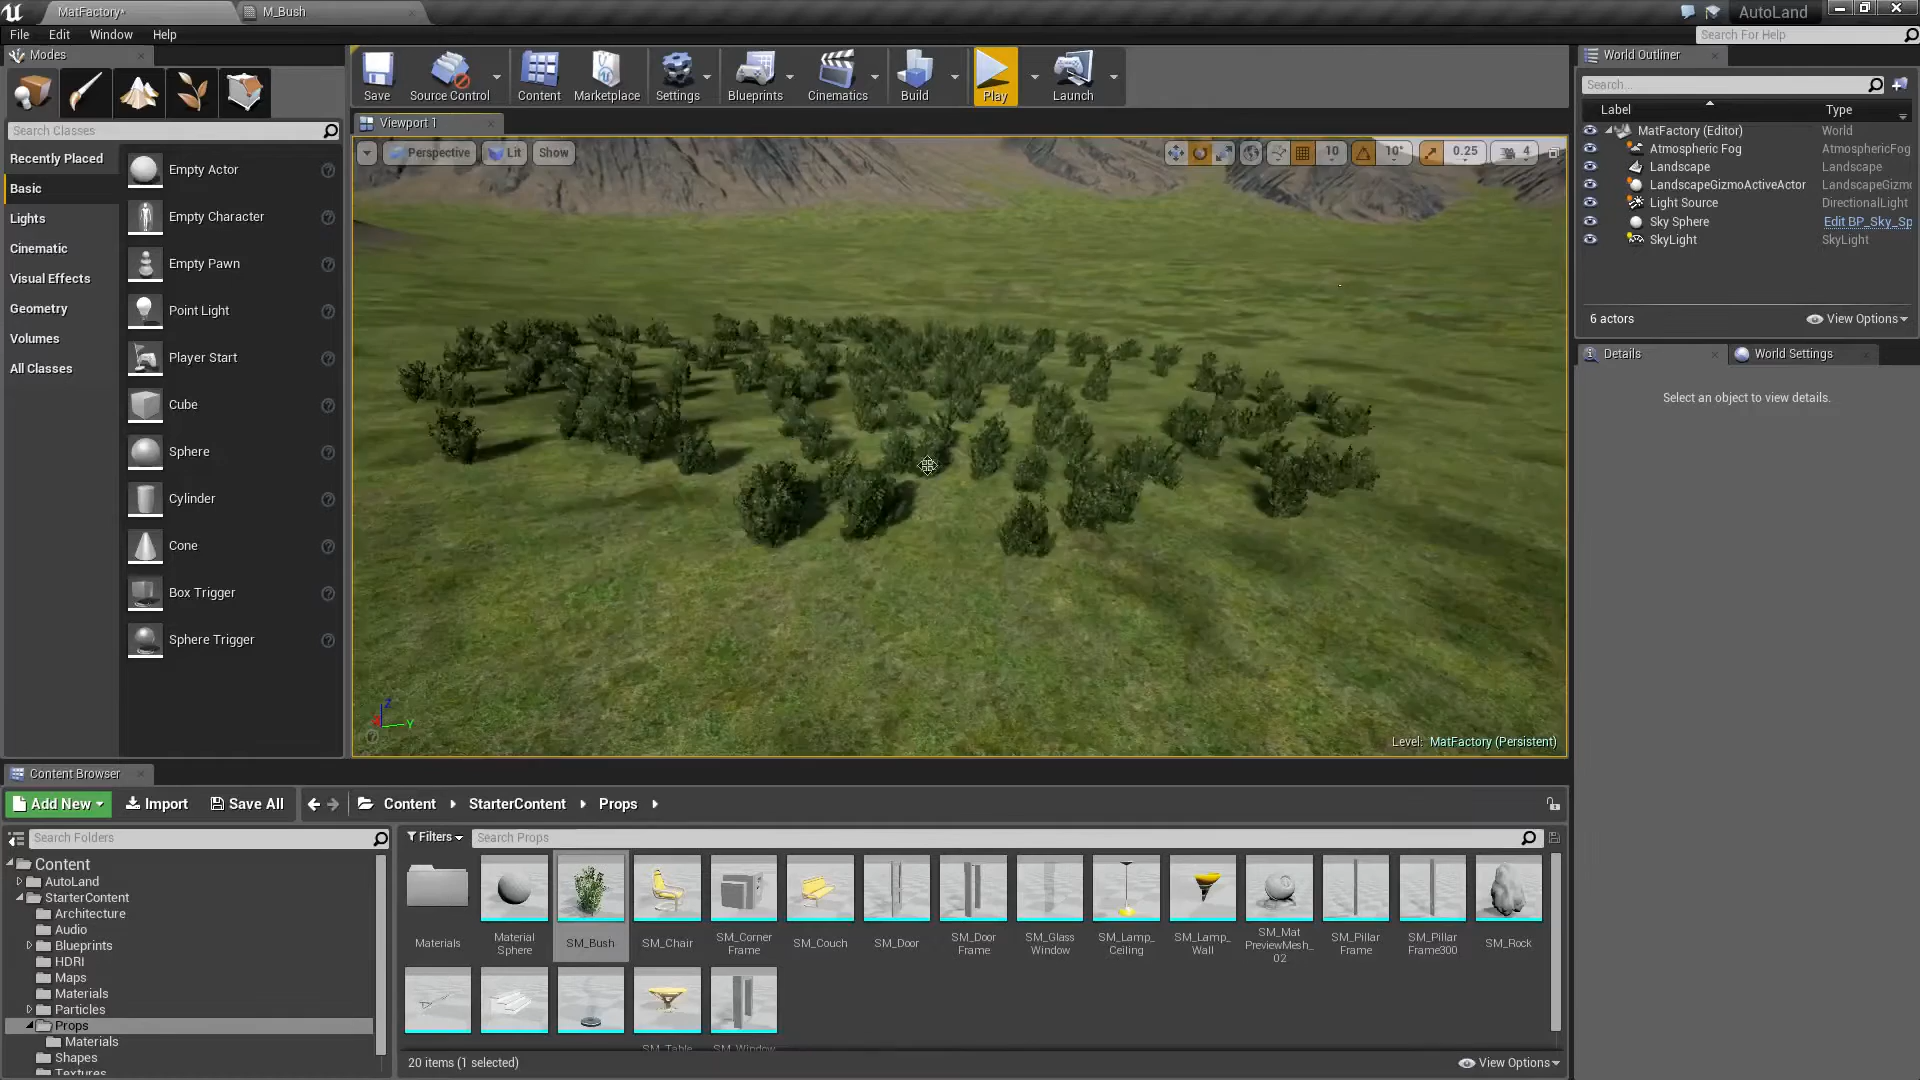 MatFactory*
M_Bush
AutoLand
File Edit Window Help
Search For Help
Modes
Search Classes
Recently Placed
Basic
Lights
Cinematic
Visual Effects
Geometry
Volumes
All Classes
Empty Actor
Empty Character
Empty Pawn
Point Light
Player Start
Cube
Sphere
Cylinder
Cone
Box Trigger
Sphere Trigger
Save
Source Control
Content
Marketplace
Settings
Blueprints
Cinematics
Build
Play
Launch
Viewport 1
Perspective Lit Show
10 10° 0.25 4
Z
Y
Level: MatFactory (Persistent)
World Outliner
Search...
Label Type
MatFactory (Editor) World
Atmospheric Fog AtmosphericFog
Landscape Landscape
LandscapeGizmoActiveActor LandscapeGizmo
Light Source DirectionalLight
Sky Sphere Edit BP_Sky_Sp
SkyLight SkyLight
6 actors View Options
Details
World Settings
Select an object to view details.
Content Browser
Add New Import Save All Content StarterContent Props
Search Folders
Content
AutoLand
StarterContent
Architecture
Audio
Blueprints
HDRI
Maps
Materials
Particles
Props
Materials
Shapes
Textures
Filters Search Props
Materials
Material Sphere
SM_Bush
SM_Chair
SM_Corner Frame
SM_Couch
SM_Door
SM_Door Frame
SM_Glass Window
SM_Lamp_ Ceiling
SM_Lamp_ Wall
SM_Mat PreviewMesh_ 02
SM_Pillar Frame
SM_Pillar Frame300
SM_Rock
SM_Table
SM_Window
20 items (1 selected) View Options